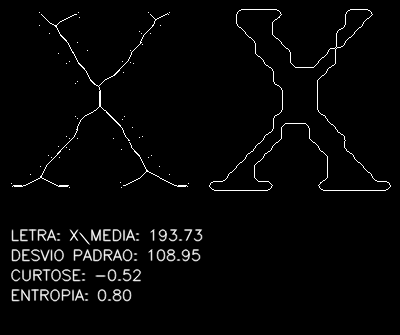 X X
LETRA: X\MEDIA: 193.73
DESVIO PADRAO: 108.95
CURTOSE: -0.52
ENTROPIA: 0.80